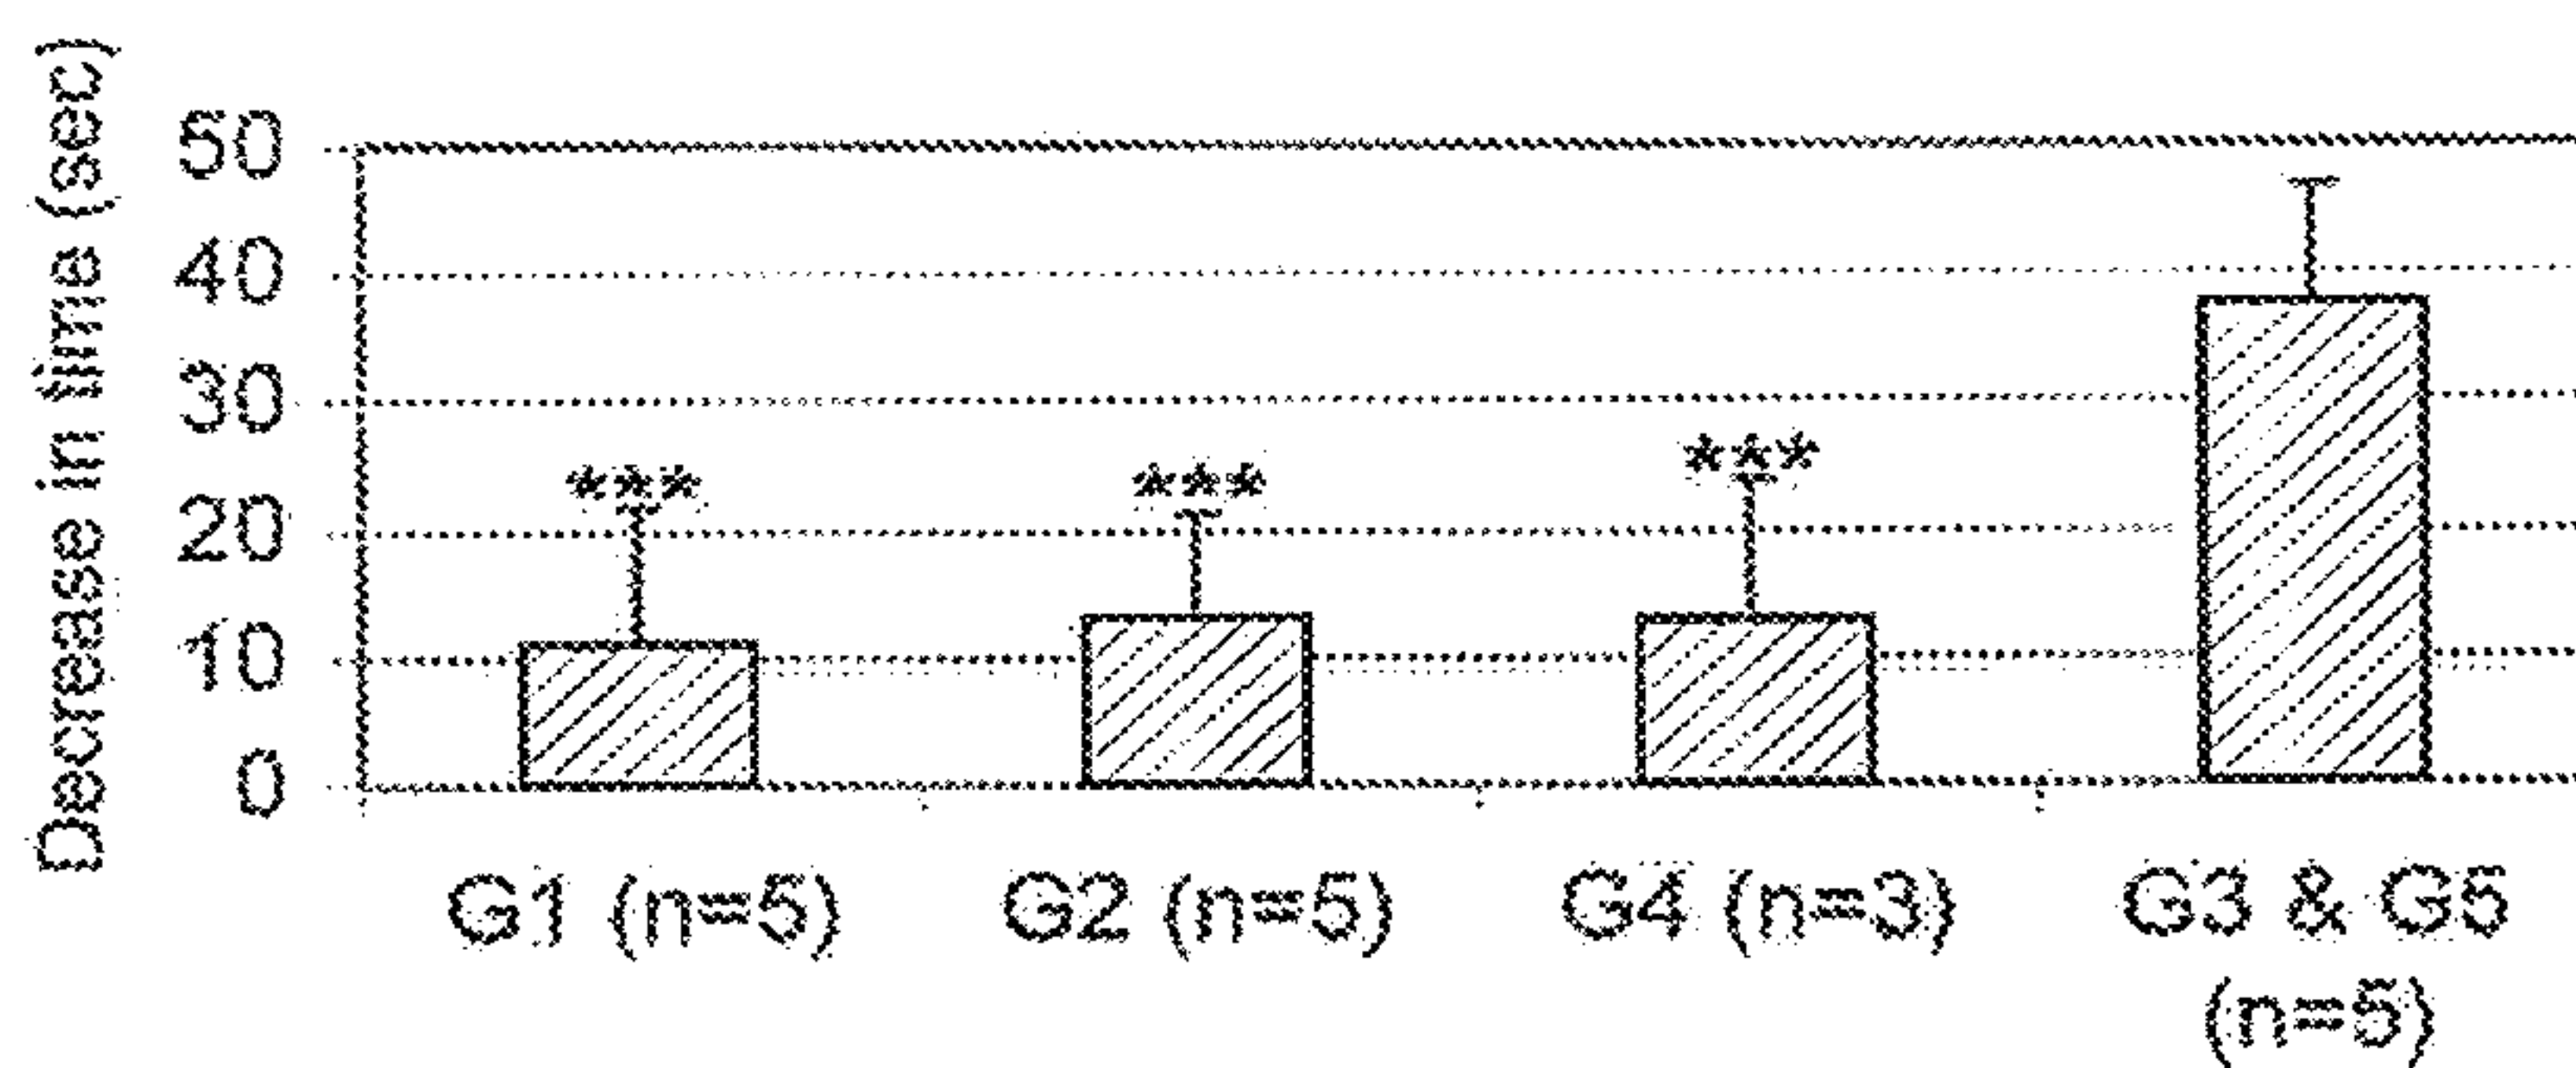 Decrease in time (sec)
50
40
30
20
10
0
***
***
***
G1 (n=5)
G2 (n=5)
G4 (n=3)
G3 & G5
(n=5)